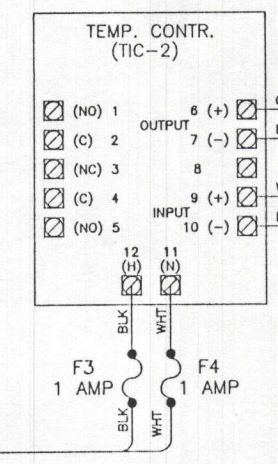 TEMP. CONTR.
(TIC-2)
(NO) 1
6 (+)
OUTPUT
(C) 2
7 (-)
(NC) 3
8
(C) 4
9 (+)
INPUT
(NO) 5
10 (-)
12 11
(H) (N)
BLK WHT
F3 F4
1 AMP 1 AMP
BLK WHT